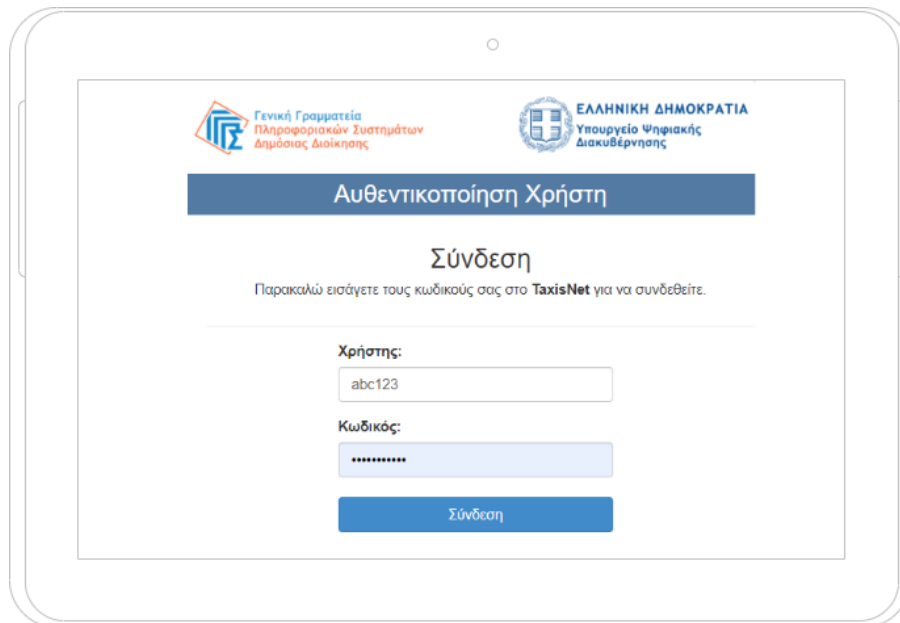 Γενική Γραμματεία
Πληροφοριακών Συστημάτων
Δημόσιας Διοίκησης
ΕΛΛΗΝΙΚΗ ΔΗΜΟΚΡΑΤΙΑ
Υπουργείο Ψηφιακής
Διακυβέρνησης
Αυθεντικοποίηση Χρήστη
Σύνδεση
Παρακαλώ εισάγετε τους κωδικούς σας στο TaxisNet για να συνδεθείτε.
Χρήστης:
abc123
Κωδικός:
•••••••••••
Σύνδεση